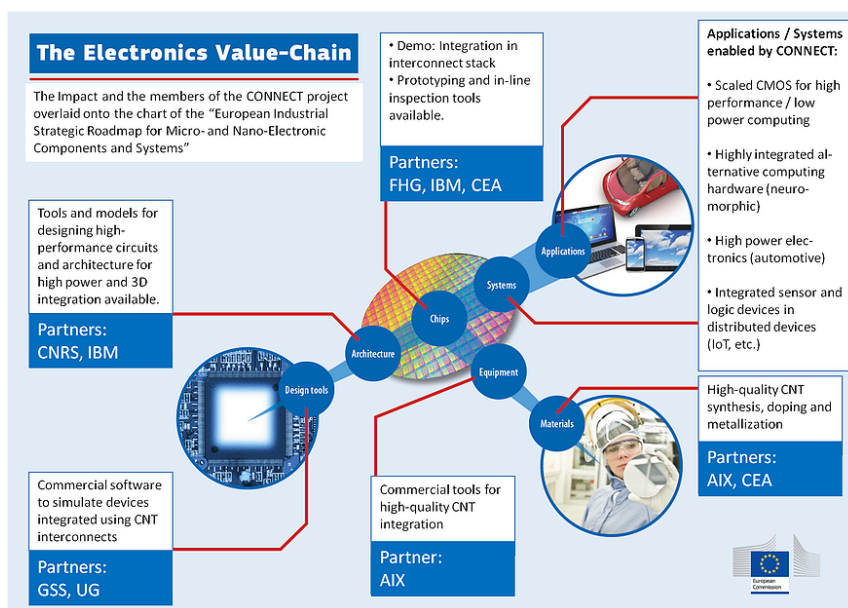 The Electronics Value-Chain
The Impact and the members of the CONNECT project
overlaid onto the chart of the “European Industrial
Strategic Roadmap for Micro- and Nano-Electronic
Components and Systems”
• Demo: Integration in
interconnect stack
• Prototyping and in-line
inspection tools
available.
Partners:
FHG, IBM, CEA
Applications / Systems
enabled by CONNECT:
• Scaled CMOS for high
performance / low
power computing
• Highly integrated al-
ternative computing
hardware (neuro-
morphic)
• High power elec-
tronics (automotive)
• Integrated sensor and
logic devices in
distributed devices
(IoT, etc.)
Tools and models for
designing high-
performance circuits
and architecture for
high power and 3D
integration available.
Partners:
CNRS, IBM
Applications
Systems
Chips
Architecture
Equipment
Design tools
Materials
High-quality CNT
synthesis, doping and
metallization
Partners:
AIX, CEA
Commercial software
to simulate devices
integrated using CNT
interconnects
Partners:
GSS, UG
Commercial tools for
high-quality CNT
integration
Partner:
AIX
European
Commission